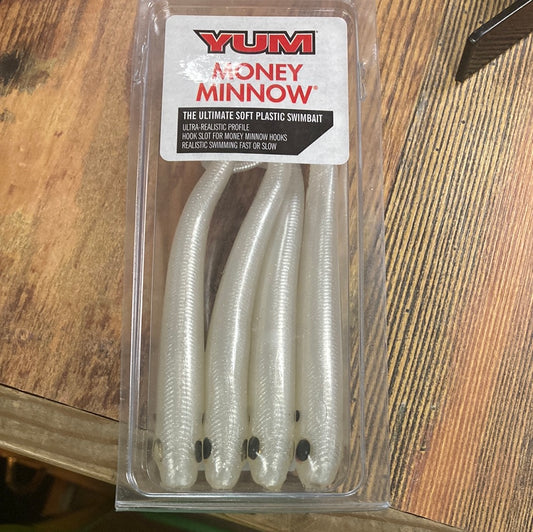 YUM
MONEY
MINNOW®
THE ULTIMATE SOFT PLASTIC SWIMBAIT
ULTRA-REALISTIC PROFILE
HOOK SLOT FOR MONEY MINNOW HOOKS
REALISTIC SWIMMING FAST OR SLOW